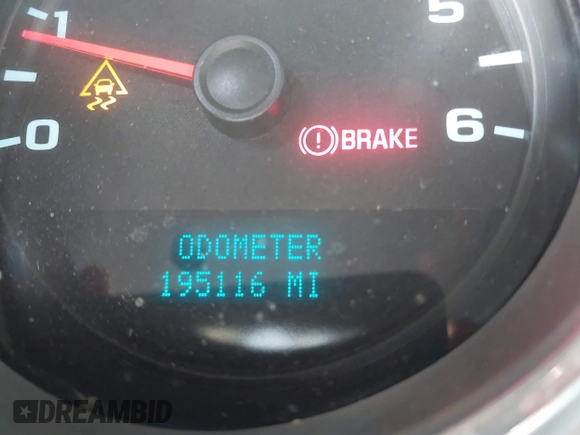 1
5
0
BRAKE
6
ODOMETER
195116 MI
DREAMBID